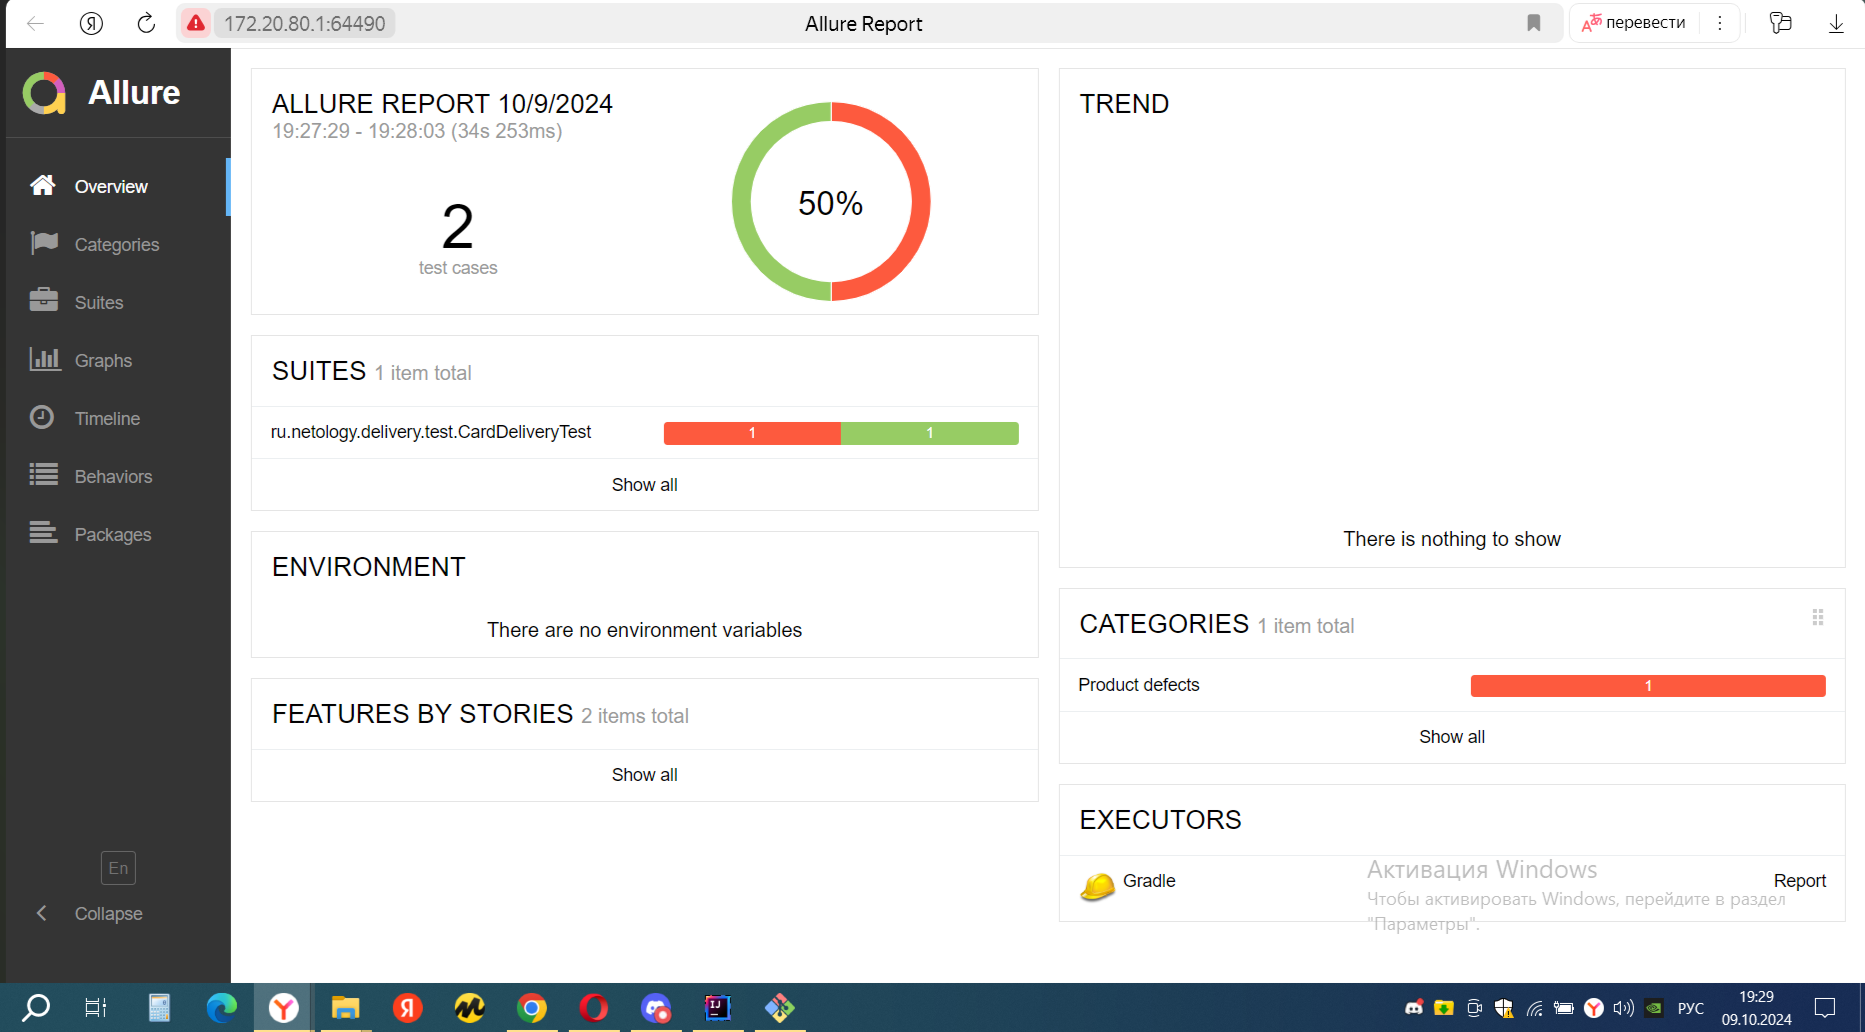 172.20.80.1:64490
Allure Report
перевести
Allure
Overview
Categories
Suites
Graphs
Timeline
Behaviors
Packages
En
Collapse
ALLURE REPORT 10/9/2024
19:27:29 - 19:28:03 (34s 253ms)
2
test cases
50%
SUITES 1 item total
ru.netology.delivery.test.CardDeliveryTest
1 1
Show all
ENVIRONMENT
There are no environment variables
FEATURES BY STORIES 2 items total
Show all
TREND
There is nothing to show
CATEGORIES 1 item total
Product defects
1
Show all
EXECUTORS
Gradle
Report
Активация Windows
Чтобы активировать Windows, перейдите в раздел
"Параметры".
РУС
19:29
09.10.2024